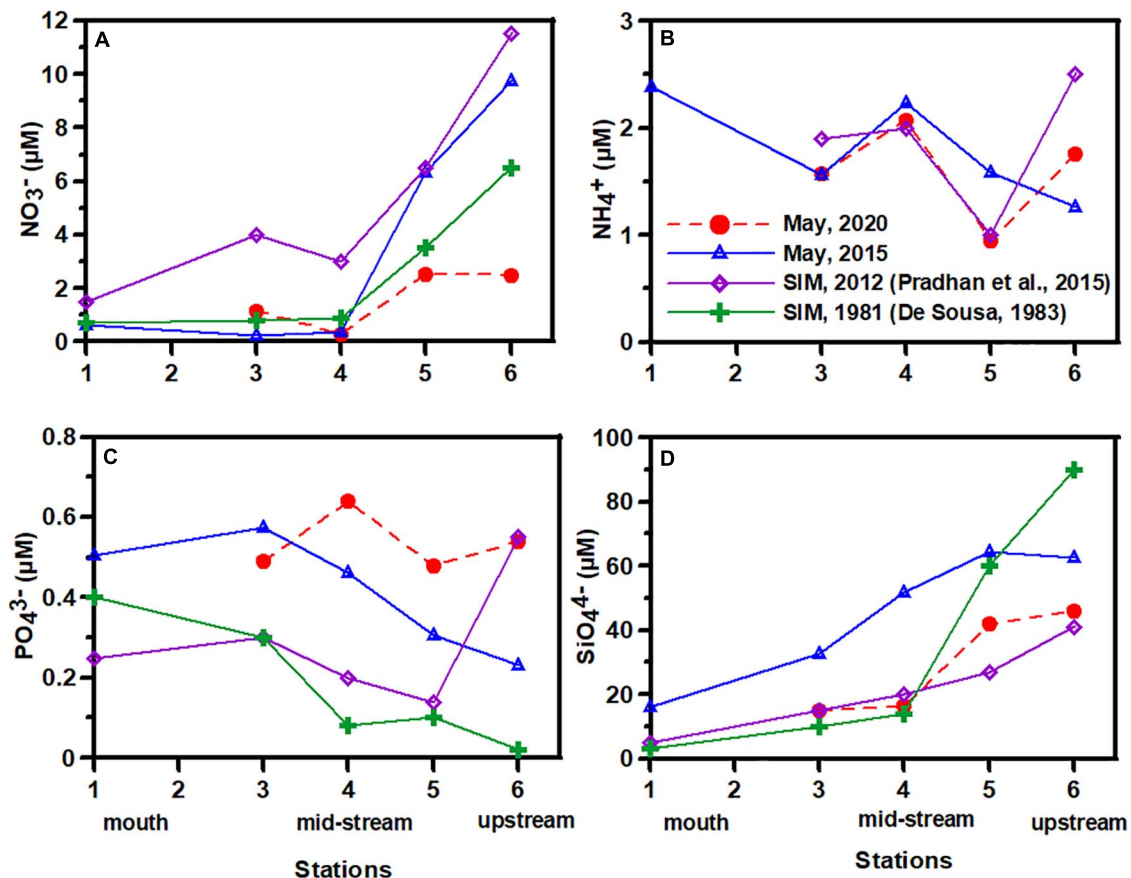 A
12
10
8
6
4
2
0
NO3- (µM)
1 2 3 4 5 6
B
3
2
1
0
NH4+ (µM)
May, 2020
May, 2015
SIM, 2012 (Pradhan et al., 2015)
SIM, 1981 (De Sousa, 1983)
1 2 3 4 5 6
C
0.8
0.6
0.4
0.2
0
PO43- (µM)
1 2 3 4 5 6
mouth mid-stream upstream
Stations
D
100
80
60
40
20
0
SiO44- (µM)
1 2 3 4 5 6
mouth mid-stream upstream
Stations